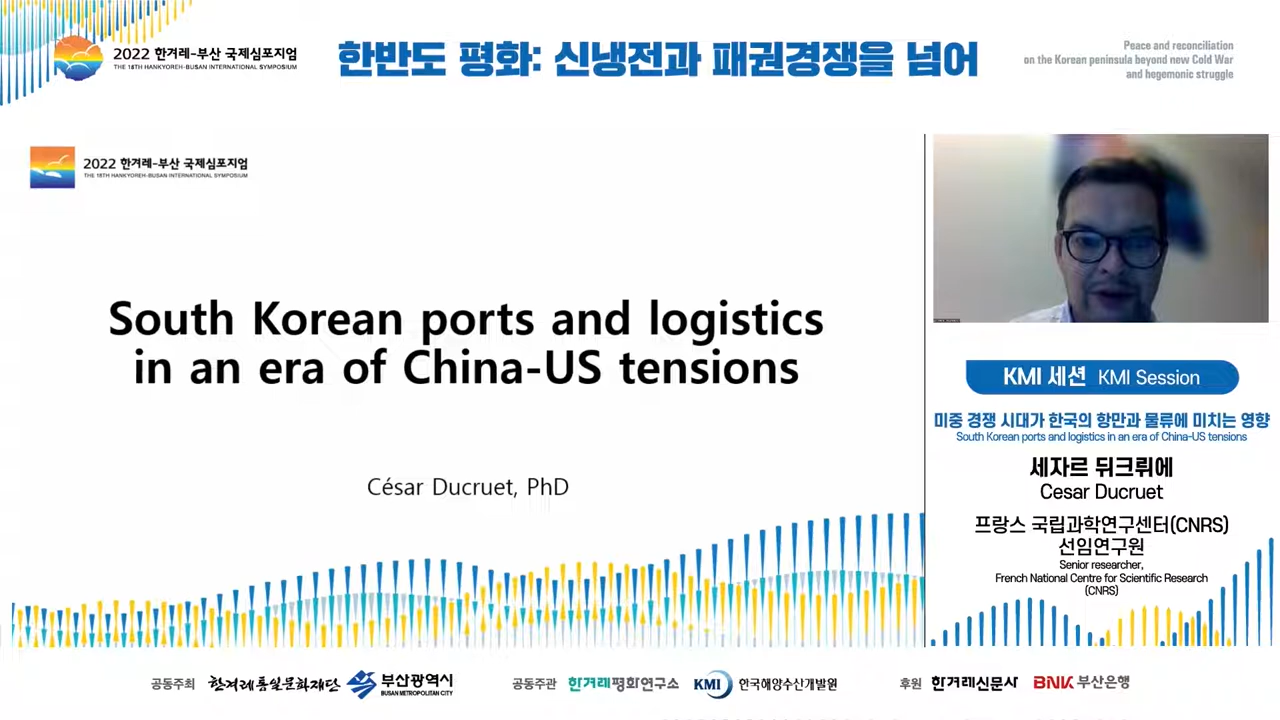 2022 한겨레-부산 국제심포지엄
THE 18TH HANKYOREH-BUSAN INTERNATIONAL SYMPOSIUM
한반도 평화: 신냉전과 패권경쟁을 넘어
Peace and reconciliation
on the Korean peninsula beyond new Cold War
and hegemonic struggle
2022 한겨레-부산 국제심포지엄
THE 18TH HANKYOREH-BUSAN INTERNATIONAL SYMPOSIUM
South Korean ports and logistics
in an era of China-US tensions
César Ducruet, PhD
KMI 세션 KMI Session
미중 경쟁 시대가 한국의 항만과 물류에 미치는 영향
South Korean ports and logistics in an era of China-US tensions
세자르 뒤크뤼에
Cesar Ducruet
프랑스 국립과학연구센터(CNRS)
선임연구원
Senior researcher,
French National Centre for Scientific Research
(CNRS)
공동주최 한겨레통일문화재단 부산광역시 BUSAN METROPOLITAN CITY 공동주관 한겨레평화연구소 KMI 한국해양수산개발원 후원 한겨레신문사 BNK 부산은행